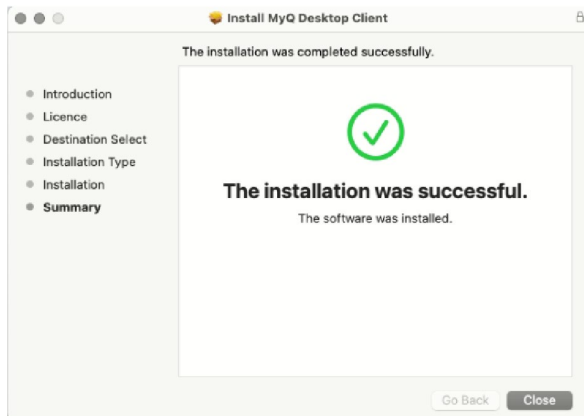 Install MyQ Desktop Client
The installation was completed successfully.
Introduction
Licence
Destination Select
Installation Type
Installation
Summary
The installation was successful.
The software was installed.
Go Back
Close